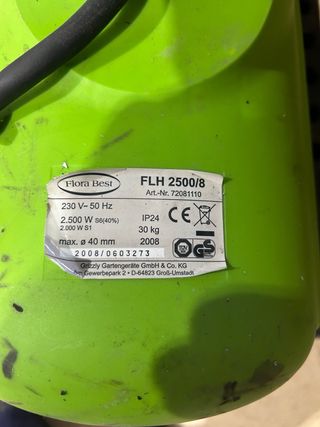 Flora Best
FLH 2500/8
Art.-Nr. 72081110
230 V~ 50 Hz
2.500 W S6(40%) IP24 CE
2.000 W S1 30 kg
max. ø 40 mm 2008
2008/0603273
Grizzly Gartengeräte GmbH & Co. KG
Am Gewerbepark 2 • D-64823 Groß-Umstadt